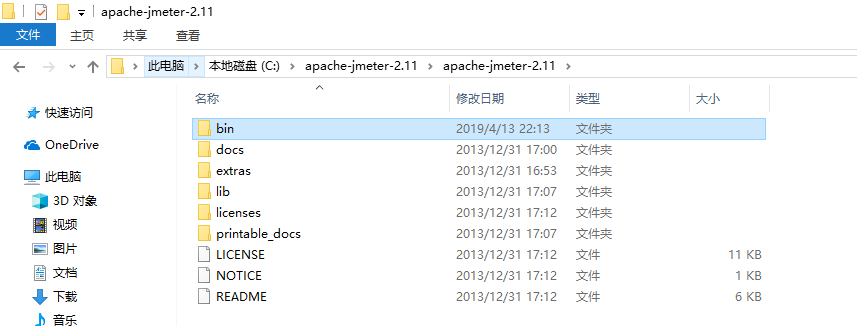 apache-jmeter-2.11
文件 主页 共享 查看
此电脑 本地磁盘 (C:) apache-jmeter-2.11 apache-jmeter-2.11
名称 修改日期 类型 大小
快速访问
OneDrive
此电脑
3D 对象
视频
图片
文档
下载
音乐
bin 2019/4/13 22:13 文件夹
docs 2013/12/31 17:00 文件夹
extras 2013/12/31 16:53 文件夹
lib 2013/12/31 17:07 文件夹
licenses 2013/12/31 17:12 文件夹
printable_docs 2013/12/31 17:07 文件夹
LICENSE 2013/12/31 17:12 文件 11 KB
NOTICE 2013/12/31 17:12 文件 1 KB
README 2013/12/31 17:12 文件 6 KB